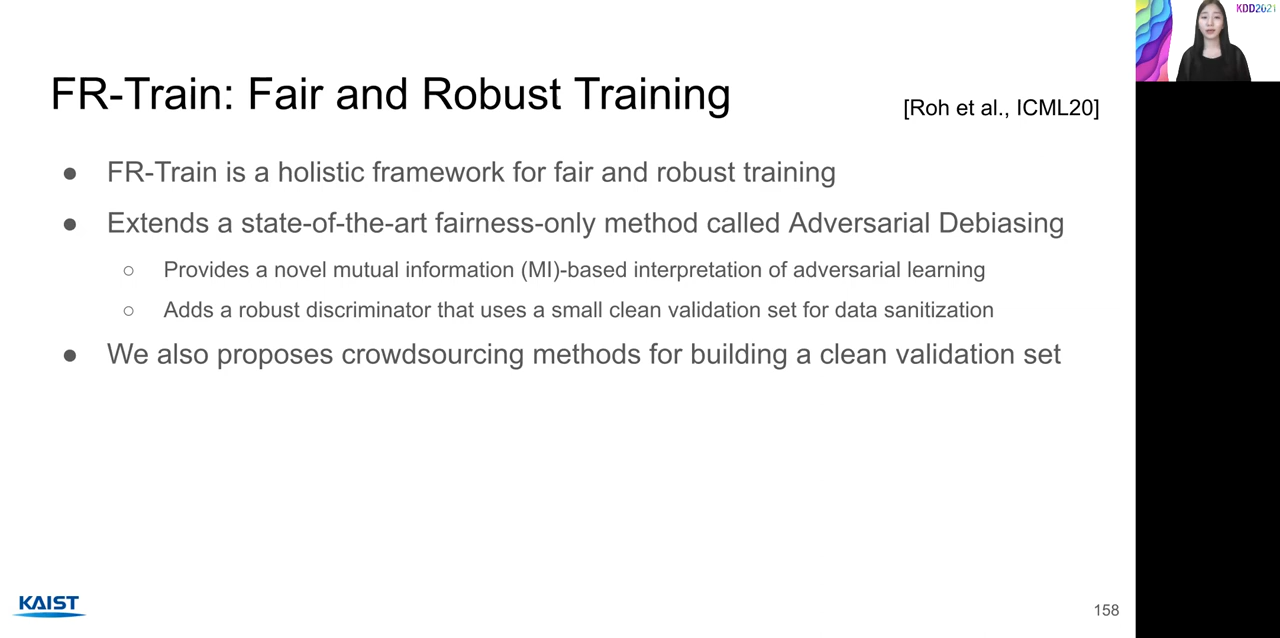 KDD2021
FR-Train: Fair and Robust Training
[Roh et al., ICML20]
● FR-Train is a holistic framework for fair and robust training
● Extends a state-of-the-art fairness-only method called Adversarial Debiasing
○ Provides a novel mutual information (MI)-based interpretation of adversarial learning
○ Adds a robust discriminator that uses a small clean validation set for data sanitization
● We also proposes crowdsourcing methods for building a clean validation set
KAIST
158